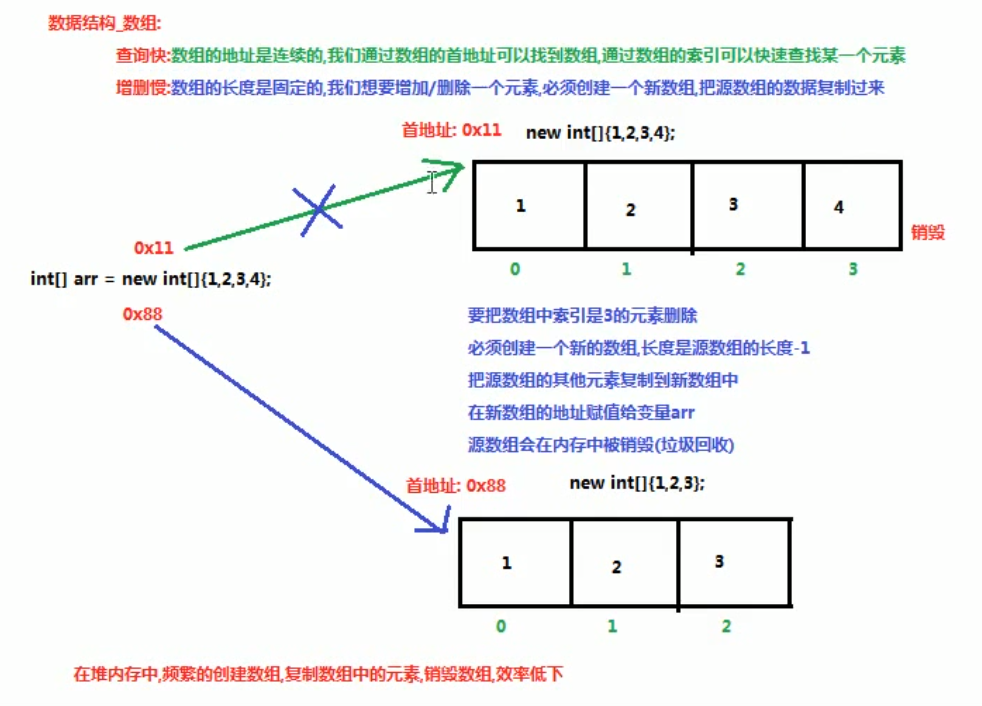 数据结构_数组:
查询快:数组的地址是连续的,我们通过数组的首地址可以找到数组,通过数组的索引可以快速查找某一个元素
增删慢:数组的长度是固定的,我们想要增加/删除一个元素,必须创建一个新数组,把源数组的数据复制过来
首地址: 0x11 new int[]{1,2,3,4};
1 2 3 4
销毁
0 1 2 3
0x11
int[] arr = new int[]{1,2,3,4};
0x88
要把数组中索引是3的元素删除
必须创建一个新的数组,长度是源数组的长度-1
把源数组的其他元素复制到新数组中
在新数组的地址赋值给变量arr
源数组会在内存中被销毁(垃圾回收)
首地址: 0x88 new int[]{1,2,3};
1 2 3
0 1 2
在堆内存中,频繁的创建数组,复制数组中的元素,销毁数组,效率低下